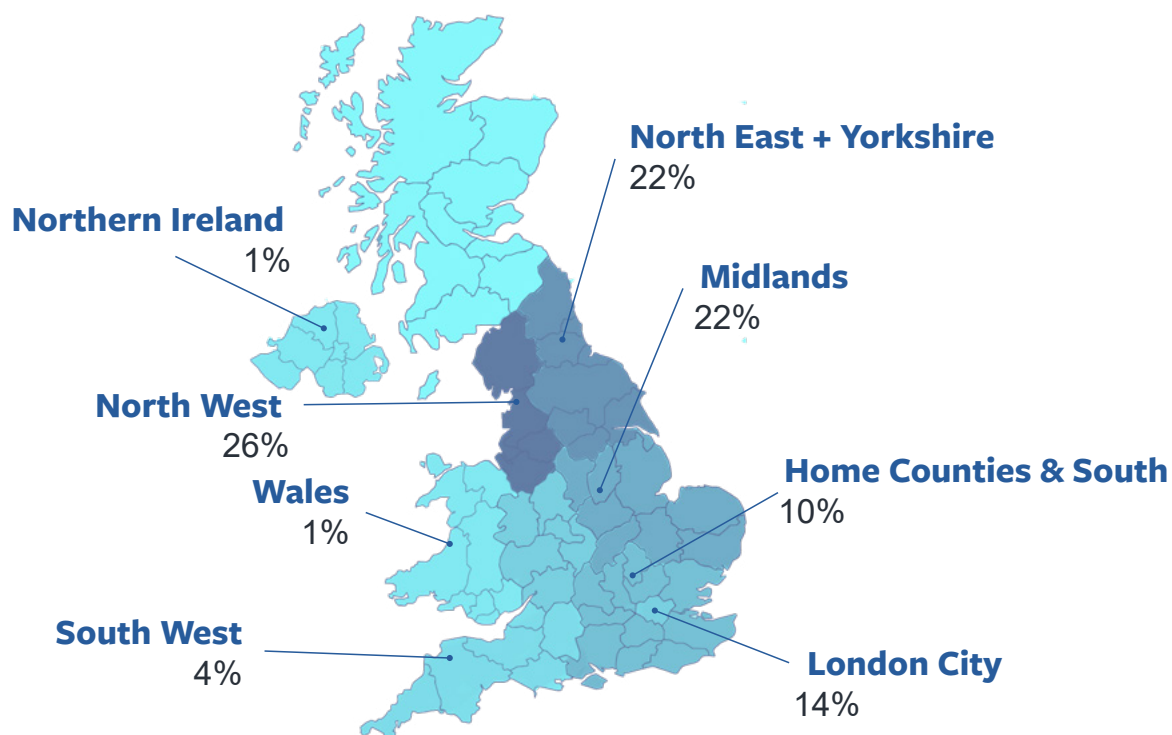 North East + Yorkshire
22%
Northern Ireland
1%
Midlands
22%
North West
26%
Home Counties & South
10%
Wales
1%
South West
4%
London City
14%